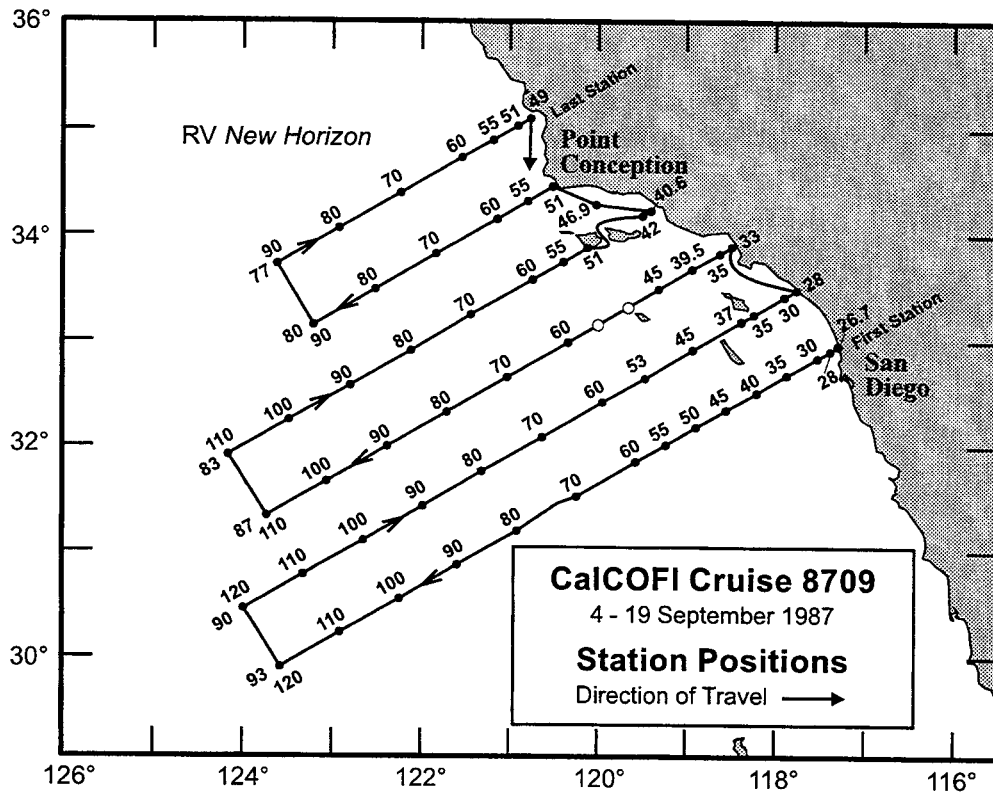 36°
34°
32°
30°
126°
124°
122°
120°
118°
116°
RV New Horizon
Last Station
Point
Conception
First Station
San
Diego
90 80 70 60 55 51 49
77
80 90 80 70 60 55 51 46.9 40.6
110 100 90 80 70 60 55 51 42
83
87 110 100 90 80 70 60 45 39.5 35 33
120 110 100 90 80 70 60 53 45 37 35 30 28
90
93 120 110 100 90 80 70 60 55 50 45 40 35 30 28 26.7
CalCOFI Cruise 8709
4 - 19 September 1987
Station Positions
Direction of Travel